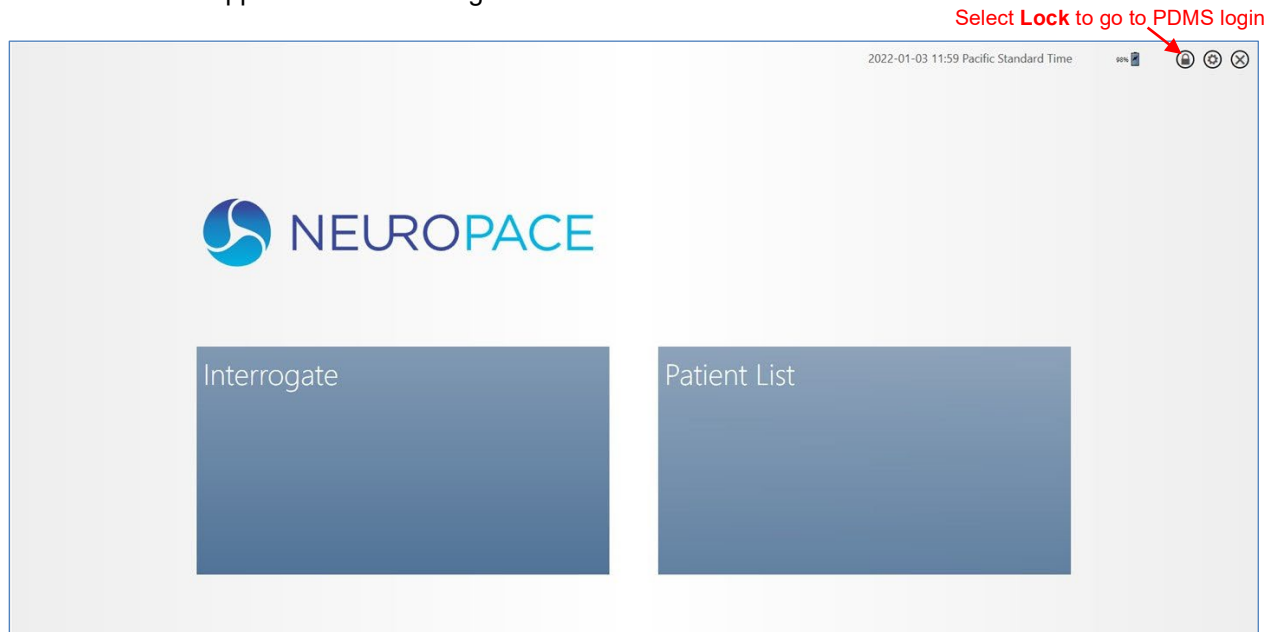 Select Lock to go to PDMS login
2022-01-03 11:59 Pacific Standard Time 98%
NEUROPACE
Interrogate
Patient List